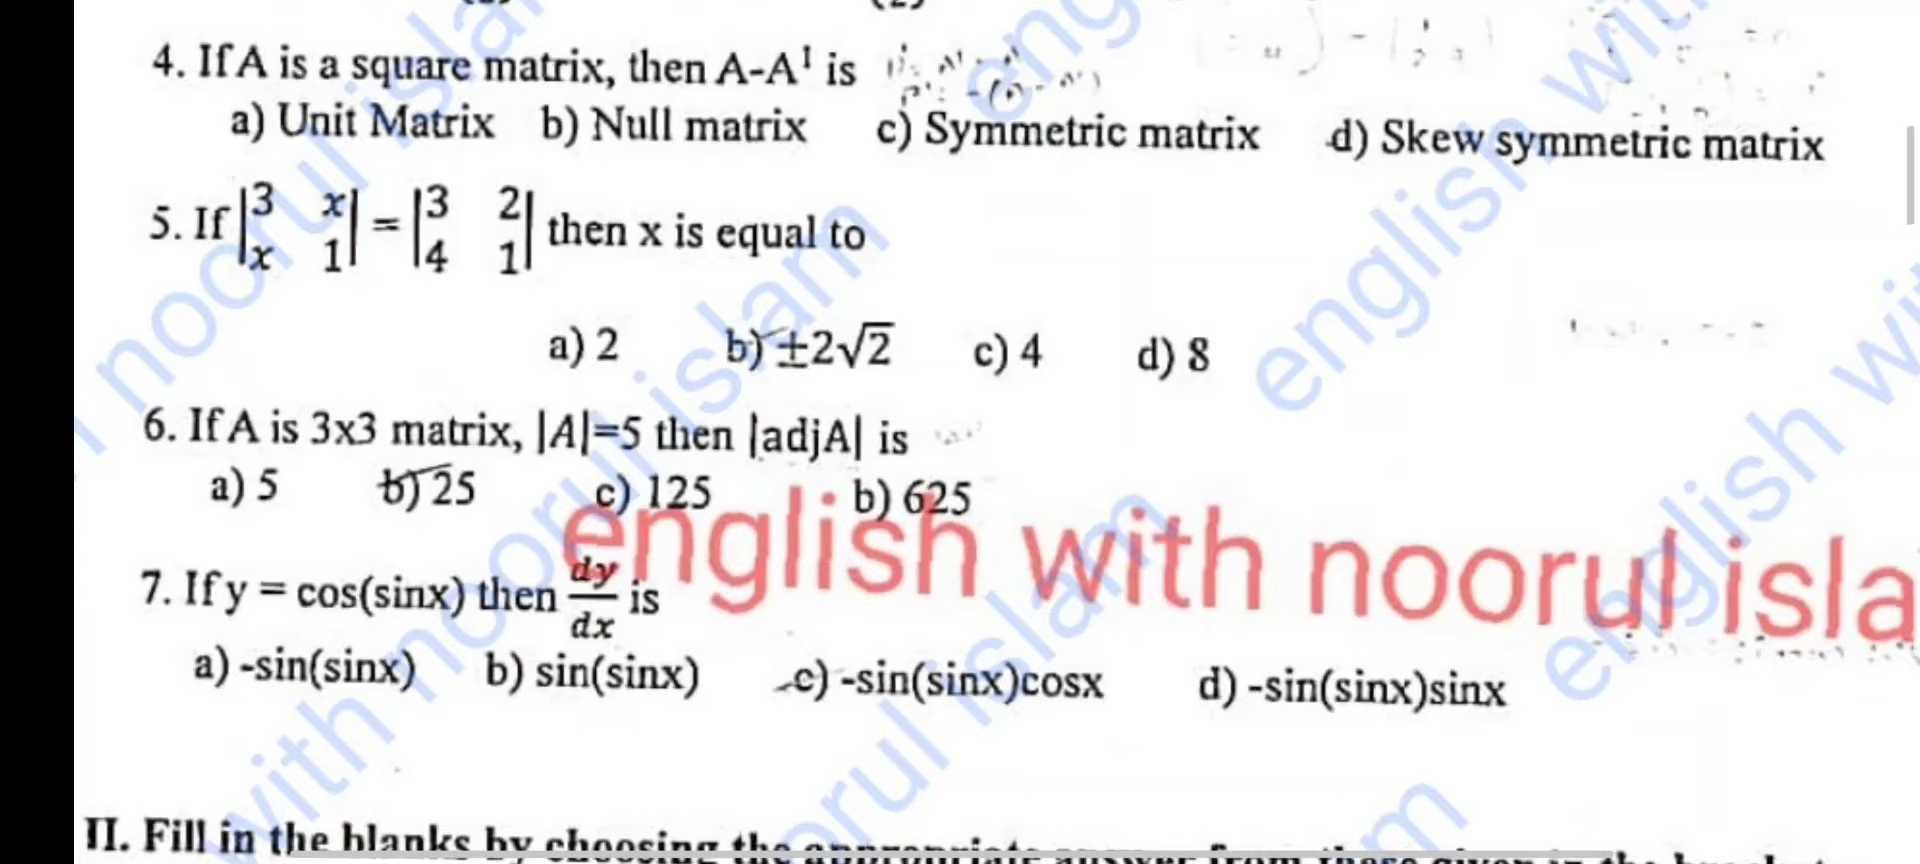 4. If A is a square matrix, then A-A¹ is
a) Unit Matrix b) Null matrix c) Symmetric matrix d) Skew symmetric matrix
5. If |3 x; x 1| = |3 2; 4 1| then x is equal to
a) 2 b) ±2√2 c) 4 d) 8
6. If A is 3x3 matrix, |A|=5 then |adjA| is
a) 5 b) 25 c) 125 b) 625
english with noorul isla
7. If y = cos(sinx) then dy/dx is
a) -sin(sinx) b) sin(sinx) c) -sin(sinx)cosx d) -sin(sinx)sinx
II. Fill in the blanks by choosing the appropriate answer from those given in the